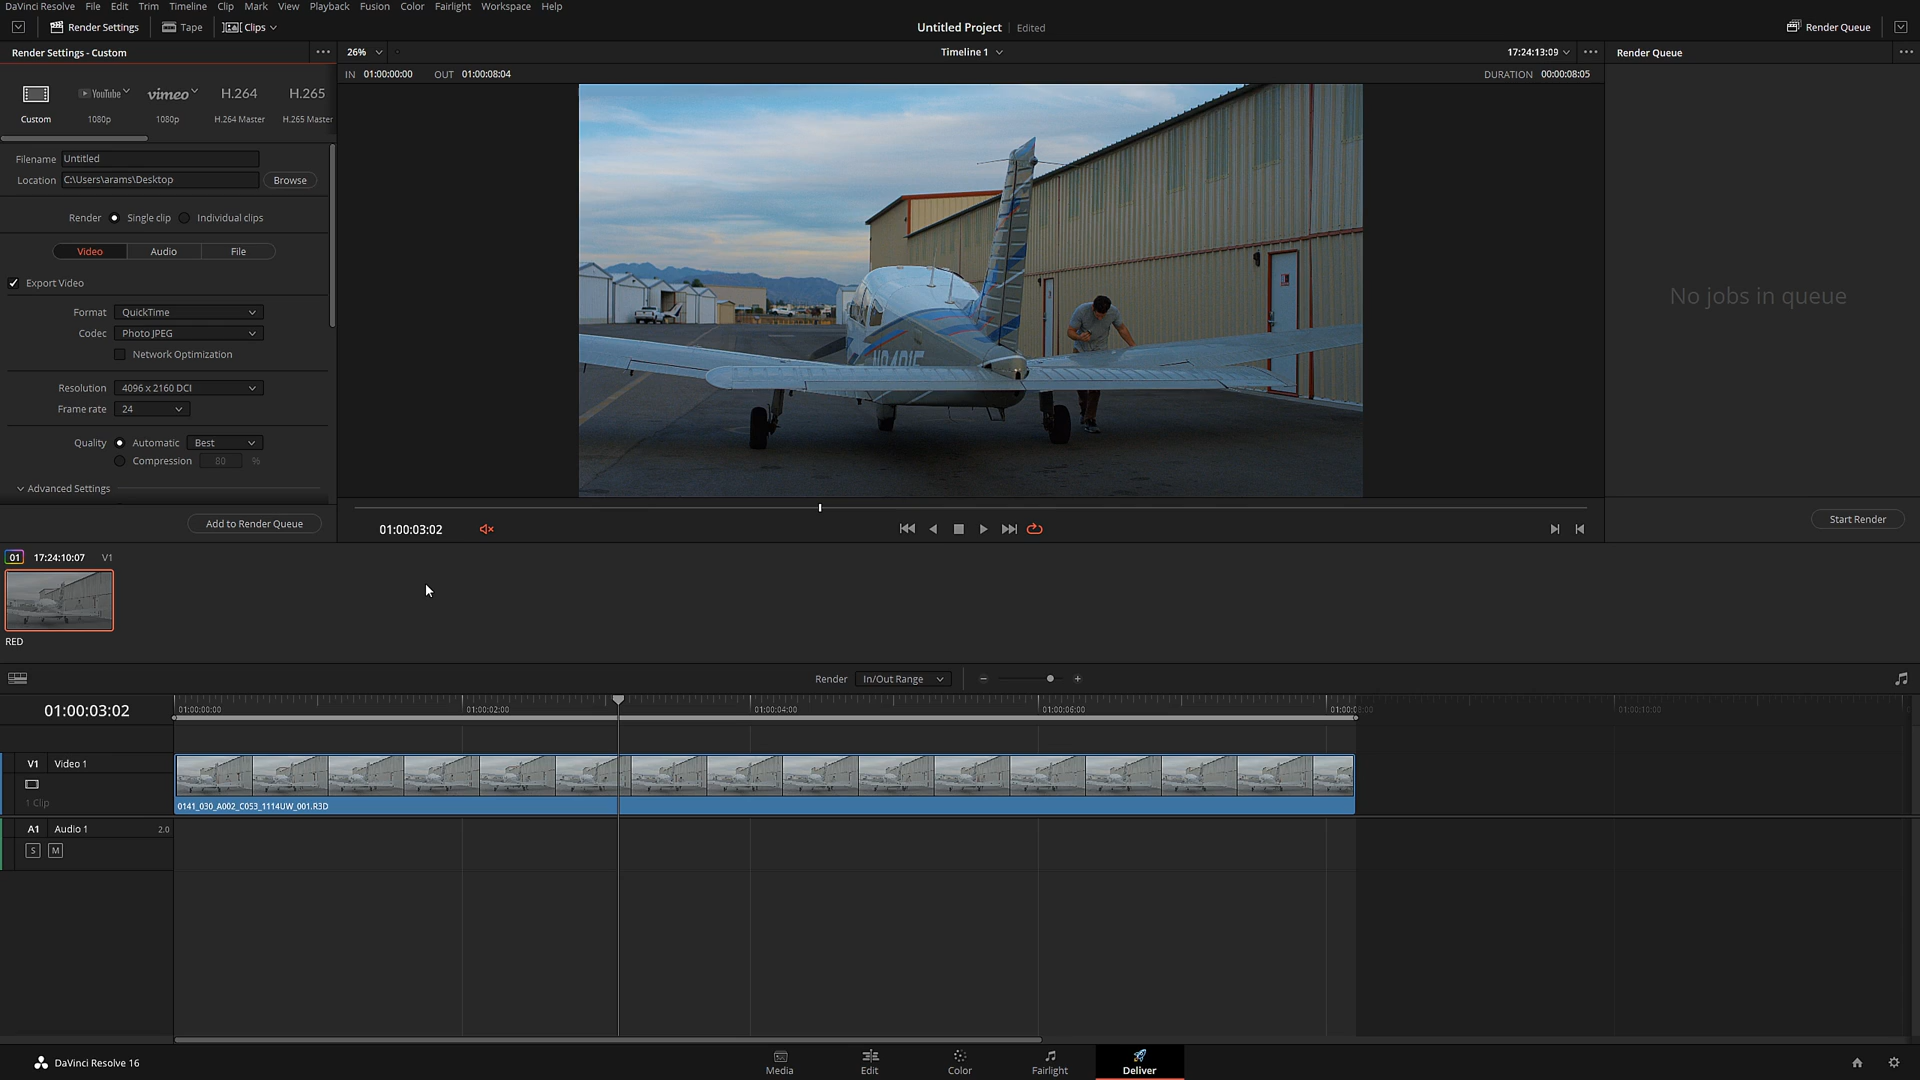 DaVinci Resolve File Edit Trim Timeline Clip Mark View Playback Fusion Color Fairlight Workspace Help
Render Settings Tape Clips Untitled Project Edited Render Queue
Render Settings - Custom 26% Timeline 1 17:24:13:09 Render Queue
IN 01:00:00:00 OUT 01:00:08:04 DURATION 00:00:08:05
YouTube vimeo H.264 H.265
Custom 1080p 1080p H.264 Master H.265 Master
Filename Untitled
Location C:\Users\arams\Desktop Browse
Render Single clip Individual clips
Video Audio File
Export Video
Format QuickTime
Codec Photo JPEG
Network Optimization
Resolution 4096 x 2160 DCI
Frame rate 24
Quality Automatic Best
Compression 80 %
Advanced Settings
Add to Render Queue
No jobs in queue
01:00:03:02
Start Render
01 17:24:10:07 V1
RED
Render In/Out Range
01:00:03:02 01:00:00:00 01:00:02:00 01:00:04:00 01:00:06:00 01:00:08:00 01:00:10:00
V1 Video 1
1 Clip
0141_030_A002_C053_1114UW_001.R3D
A1 Audio 1 2.0
S M
DaVinci Resolve 16
Media Edit Color Fairlight Deliver